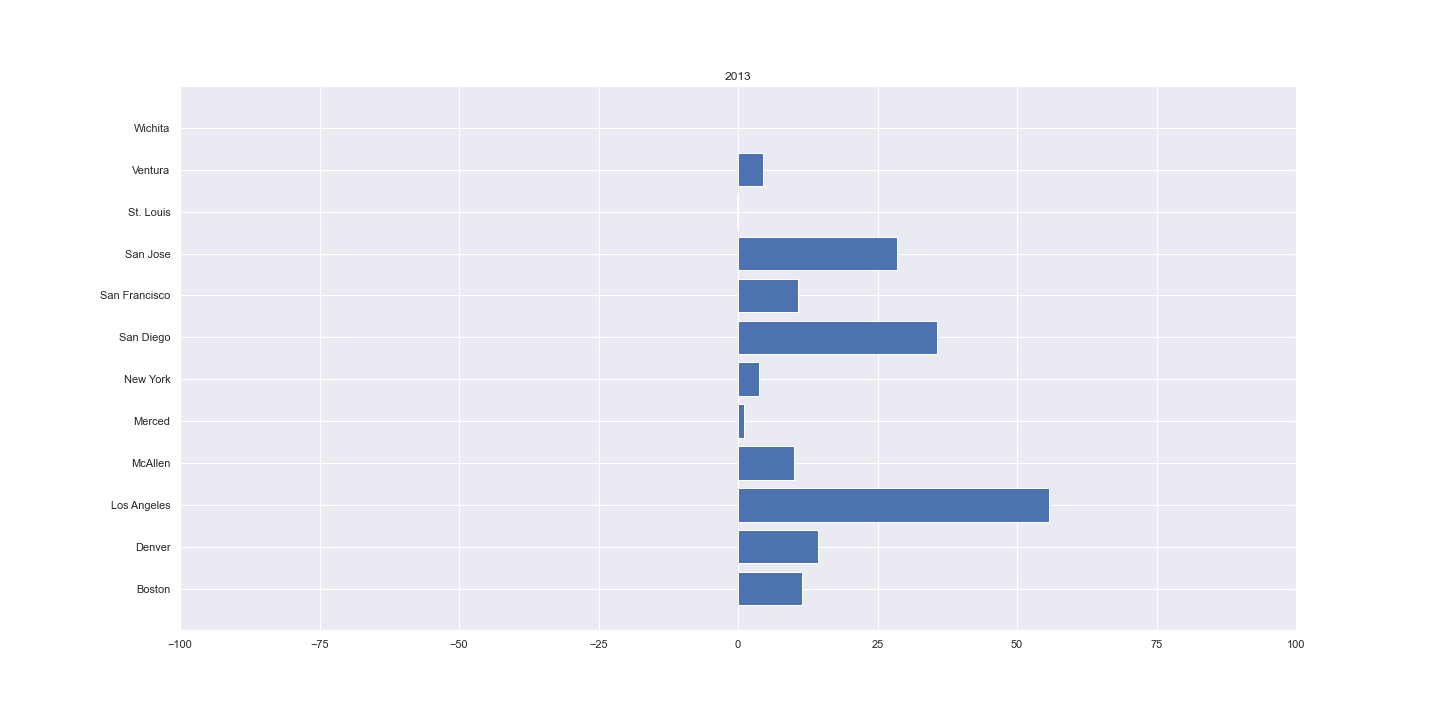 2013
Wichita
Ventura
St. Louis
San Jose
San Francisco
San Diego
New York
Merced
McAllen
Los Angeles
Denver
Boston
−100 −75 −50 −25 0 25 50 75 100